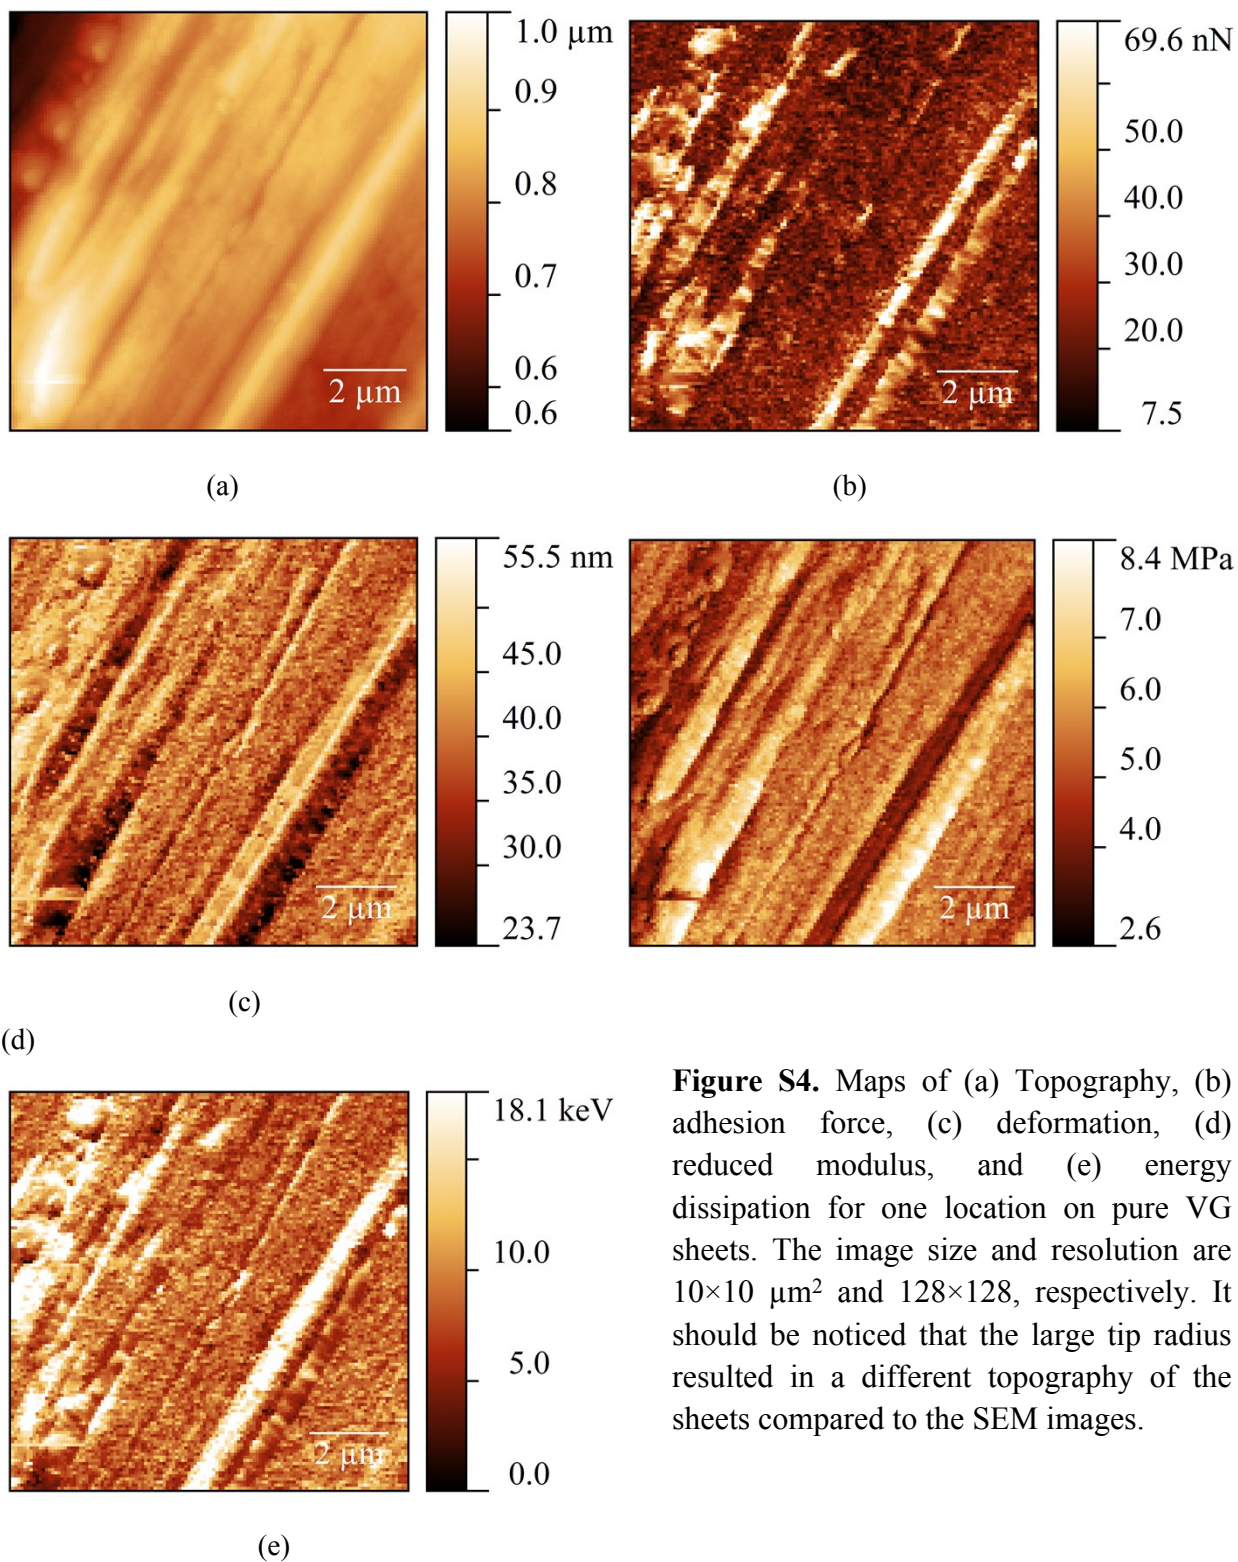 1.0 µm
0.9
0.8
0.7
0.6
0.6
2 µm
(a)
69.6 nN
50.0
40.0
30.0
20.0
7.5
2 µm
(b)
55.5 nm
45.0
40.0
35.0
30.0
23.7
2 µm
(c)
8.4 MPa
7.0
6.0
5.0
4.0
2.6
2 µm
(d)
18.1 keV
10.0
5.0
0.0
2 µm
(e)
Figure S4. Maps of (a) Topography, (b)
adhesion force, (c) deformation, (d)
reduced modulus, and (e) energy
dissipation for one location on pure VG
sheets. The image size and resolution are
10×10 µm² and 128×128, respectively. It
should be noticed that the large tip radius
resulted in a different topography of the
sheets compared to the SEM images.